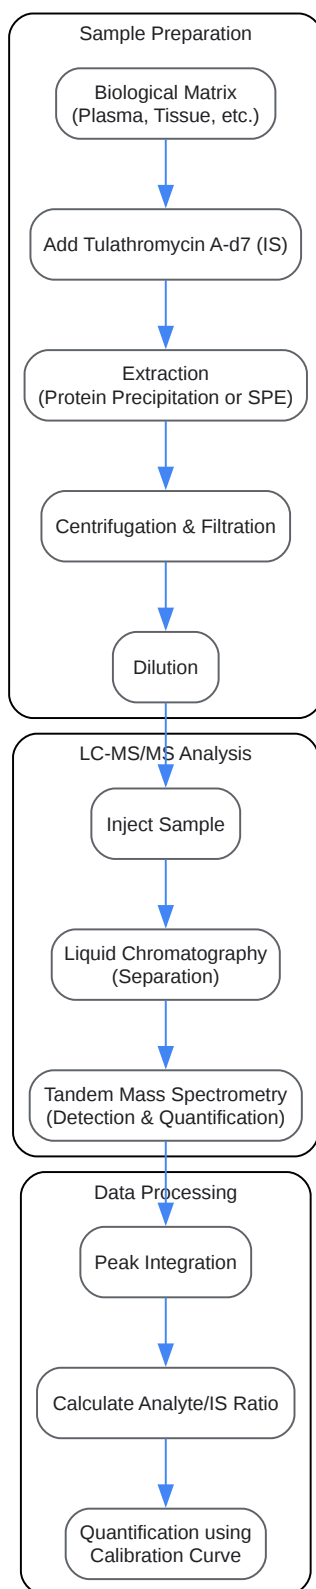 Sample Preparation
Biological Matrix
(Plasma, Tissue, etc.)
Add Tulathromycin A-d7 (IS)
Extraction
(Protein Precipitation or SPE)
Centrifugation & Filtration
Dilution
LC-MS/MS Analysis
Inject Sample
Liquid Chromatography
(Separation)
Tandem Mass Spectrometry
(Detection & Quantification)
Data Processing
Peak Integration
Calculate Analyte/IS Ratio
Quantification using
Calibration Curve